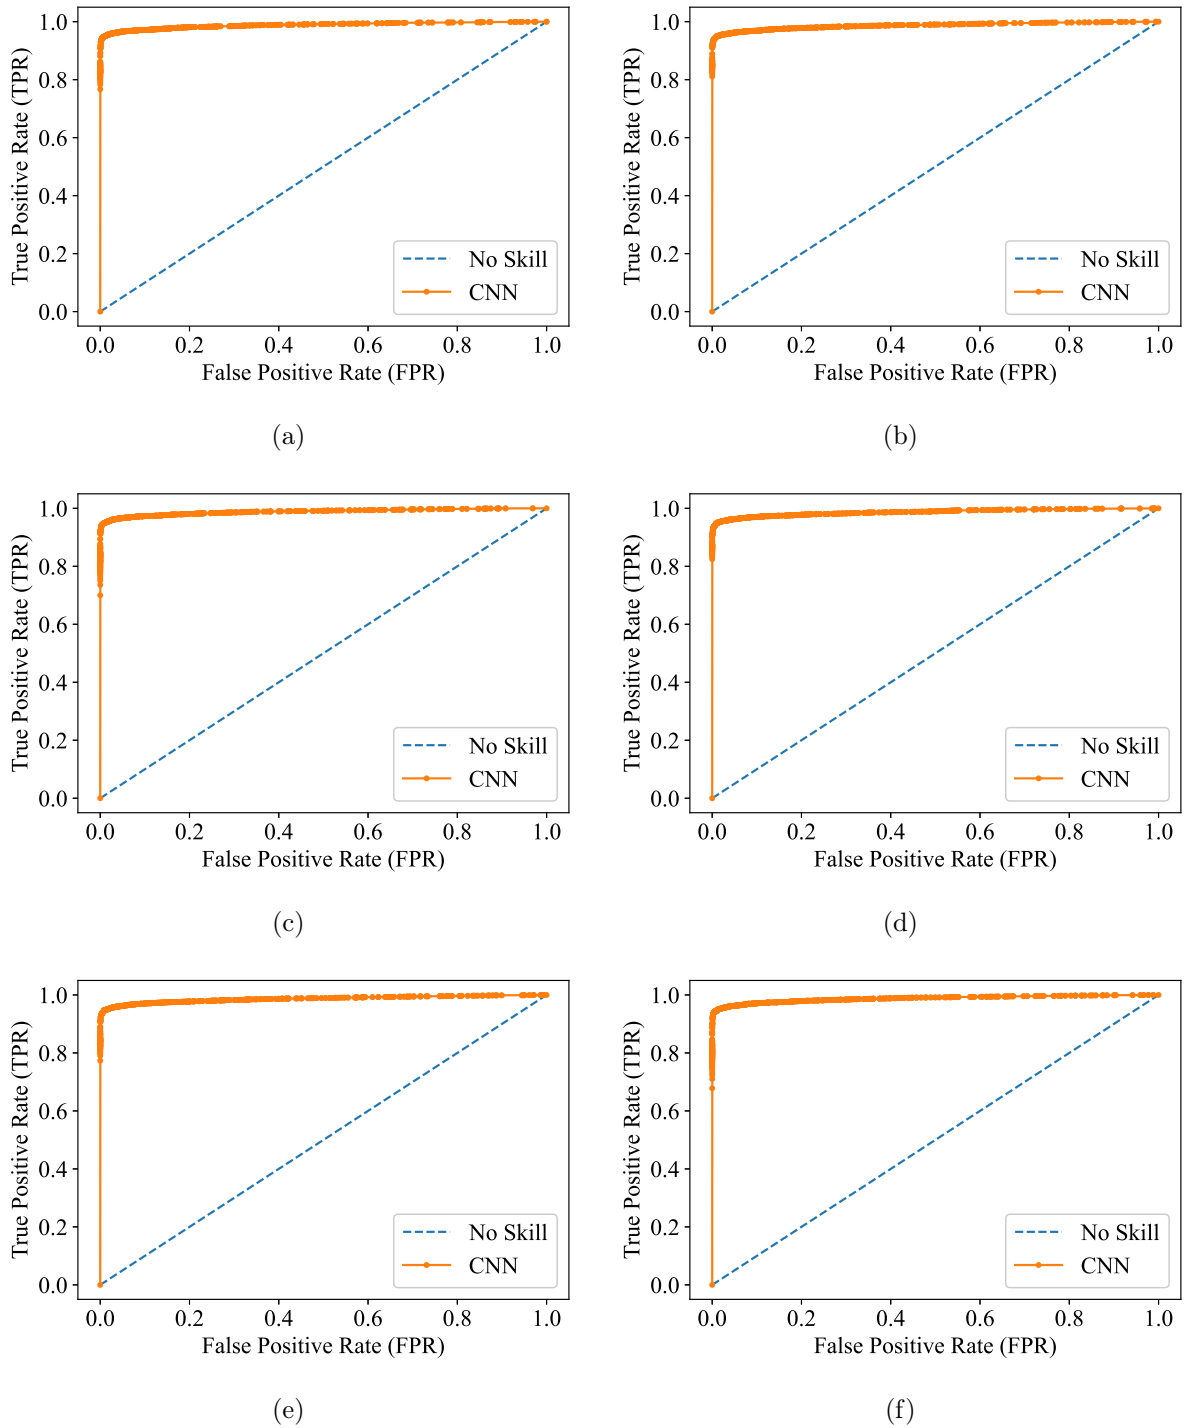 1.0
0.8
0.6
0.4
0.2
0.0
True Positive Rate (TPR)
No Skill
CNN
0.0 0.2 0.4 0.6 0.8 1.0
False Positive Rate (FPR)
(a)
1.0
0.8
0.6
0.4
0.2
0.0
True Positive Rate (TPR)
No Skill
CNN
0.0 0.2 0.4 0.6 0.8 1.0
False Positive Rate (FPR)
(b)
1.0
0.8
0.6
0.4
0.2
0.0
True Positive Rate (TPR)
No Skill
CNN
0.0 0.2 0.4 0.6 0.8 1.0
False Positive Rate (FPR)
(c)
1.0
0.8
0.6
0.4
0.2
0.0
True Positive Rate (TPR)
No Skill
CNN
0.0 0.2 0.4 0.6 0.8 1.0
False Positive Rate (FPR)
(d)
1.0
0.8
0.6
0.4
0.2
0.0
True Positive Rate (TPR)
No Skill
CNN
0.0 0.2 0.4 0.6 0.8 1.0
False Positive Rate (FPR)
(e)
1.0
0.8
0.6
0.4
0.2
0.0
True Positive Rate (TPR)
No Skill
CNN
0.0 0.2 0.4 0.6 0.8 1.0
False Positive Rate (FPR)
(f)